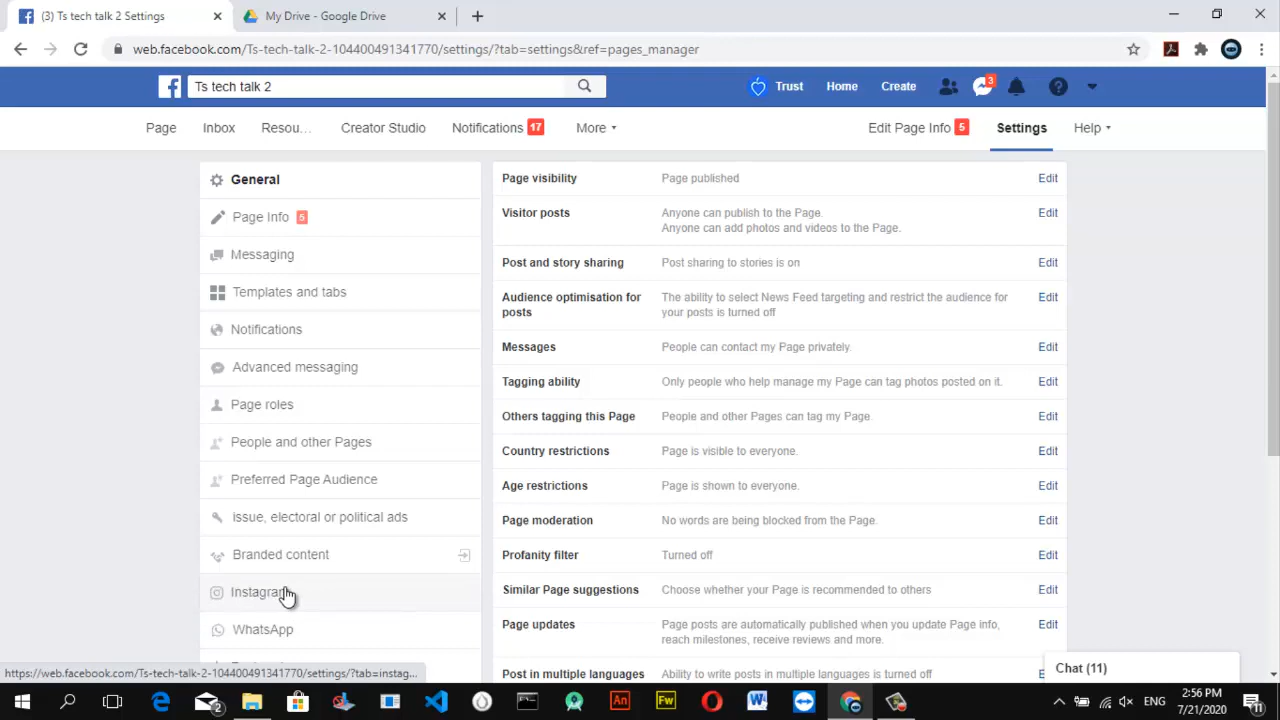 (3) Ts tech talk 2 Settings
My Drive - Google Drive
web.facebook.com/Ts-tech-talk-2-104400491341770/settings/?tab=settings&ref=pages_manager
Ts tech talk 2
Trust
Home
Create
3
Page
Inbox
Resou...
Creator Studio
Notifications 17
More
Edit Page Info 5
Settings
Help
General
Page Info 5
Messaging
Templates and tabs
Notifications
Advanced messaging
Page roles
People and other Pages
Preferred Page Audience
issue, electoral or political ads
Branded content
Instagram
WhatsApp
Page visibility Page published Edit
Visitor posts Anyone can publish to the Page. Edit
Anyone can add photos and videos to the Page.
Post and story sharing Post sharing to stories is on Edit
Audience optimisation for The ability to select News Feed targeting and restrict the audience for Edit
posts your posts is turned off
Messages People can contact my Page privately. Edit
Tagging ability Only people who help manage my Page can tag photos posted on it. Edit
Others tagging this Page People and other Pages can tag my Page. Edit
Country restrictions Page is visible to everyone. Edit
Age restrictions Page is shown to everyone. Edit
Page moderation No words are being blocked from the Page. Edit
Profanity filter Turned off Edit
Similar Page suggestions Choose whether your Page is recommended to others Edit
Page updates Page posts are automatically published when you update Page info, Edit
reach milestones, receive reviews and more.
Post in multiple languages Ability to write posts in multiple languages is turned off
Chat (11)
https://web.facebook.com/Ts-tech-talk-2-104400491341770/settings/?tab=instag...
2
An
Fw
W
ENG
2:56 PM
7/21/2020
11